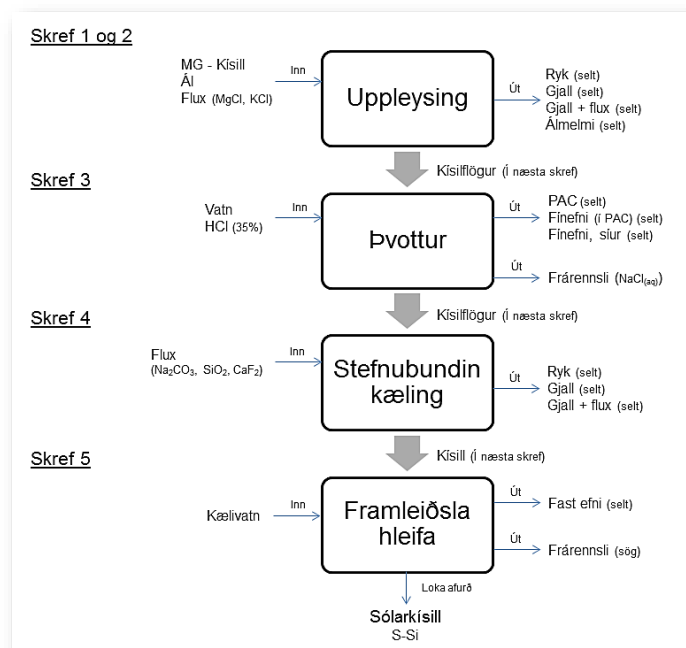 Skref 1 og 2
MG - Kísill
Ál
Flux (MgCl, KCl)
Inn
Uppleysing
Út
Ryk (selt)
Gjall (selt)
Gjall + flux (selt)
Álmelmi (selt)
Kísilflögur (Í næsta skref)
Skref 3
Vatn
HCl (35%)
Inn
Þvottur
Út
PAC (selt)
Fínefni (í PAC) (selt)
Fínefni, síur (selt)
Út
Frárennsli (NaCl(aq))
Kísilflögur (Í næsta skref)
Skref 4
Flux
(Na₂CO₃, SiO₂, CaF₂)
Inn
Stefnubundin
kæling
Út
Ryk (selt)
Gjall (selt)
Gjall + flux (selt)
Kísill (Í næsta skref)
Skref 5
Kælivatn
Inn
Framleiðsla
hleifa
Út
Fast efni (selt)
Út
Frárennsli (sög)
Loka afurð
Sólarkísill
S-Si